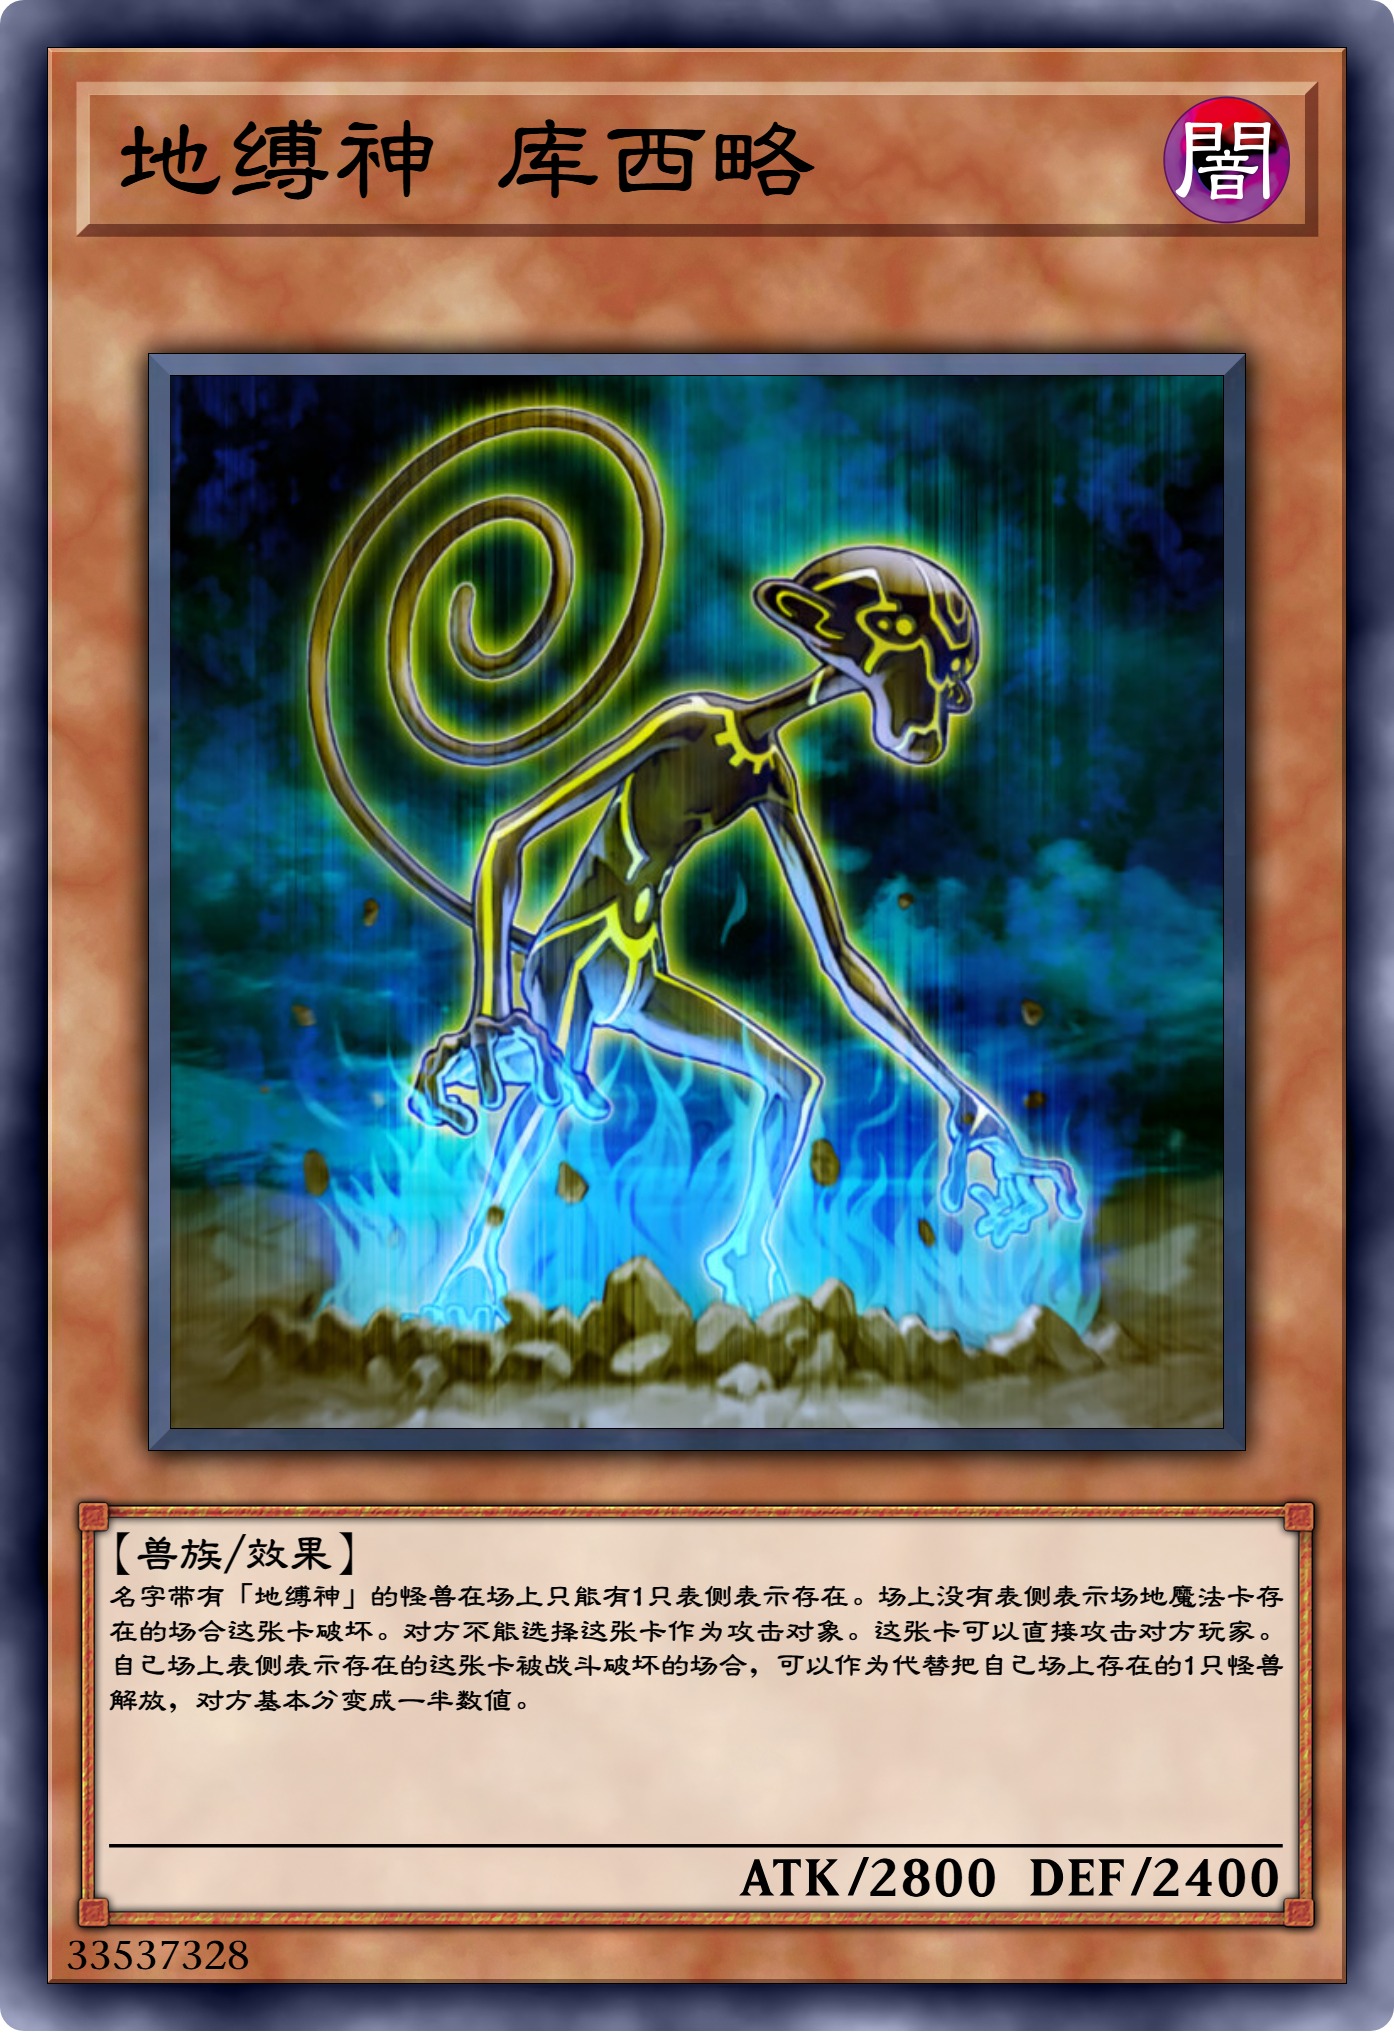 地缚神 库西略
闇
【兽族/效果】
名字带有「地缚神」的怪兽在场上只能有1只表侧表示存在。场上没有表侧表示场地魔法卡存
在的场合这张卡破坏。对方不能选择这张卡作为攻击对象。这张卡可以直接攻击对方玩家。
自己场上表侧表示存在的这张卡被战斗破坏的场合，可以作为代替把自己场上存在的1只怪兽
解放，对方基本分变成一半数值。
ATK/2800 DEF/2400
33537328